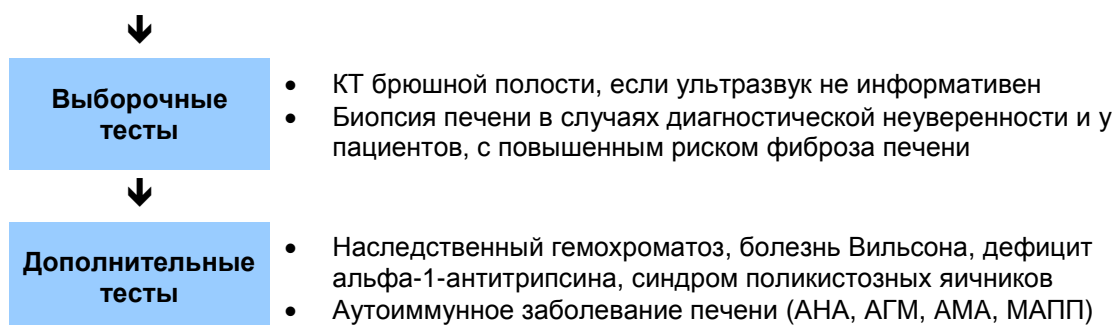 🡻
Выборочные
тесты
• КТ брюшной полости, если ультразвук не информативен
• Биопсия печени в случаях диагностической неуверенности и у
пациентов, с повышенным риском фиброза печени
🡻
Дополнительные
тесты
• Наследственный гемохроматоз, болезнь Вильсона, дефицит
альфа-1-антитрипсина, синдром поликистозных яичников
• Аутоиммунное заболевание печени (АНА, АГМ, АМА, МАПП)